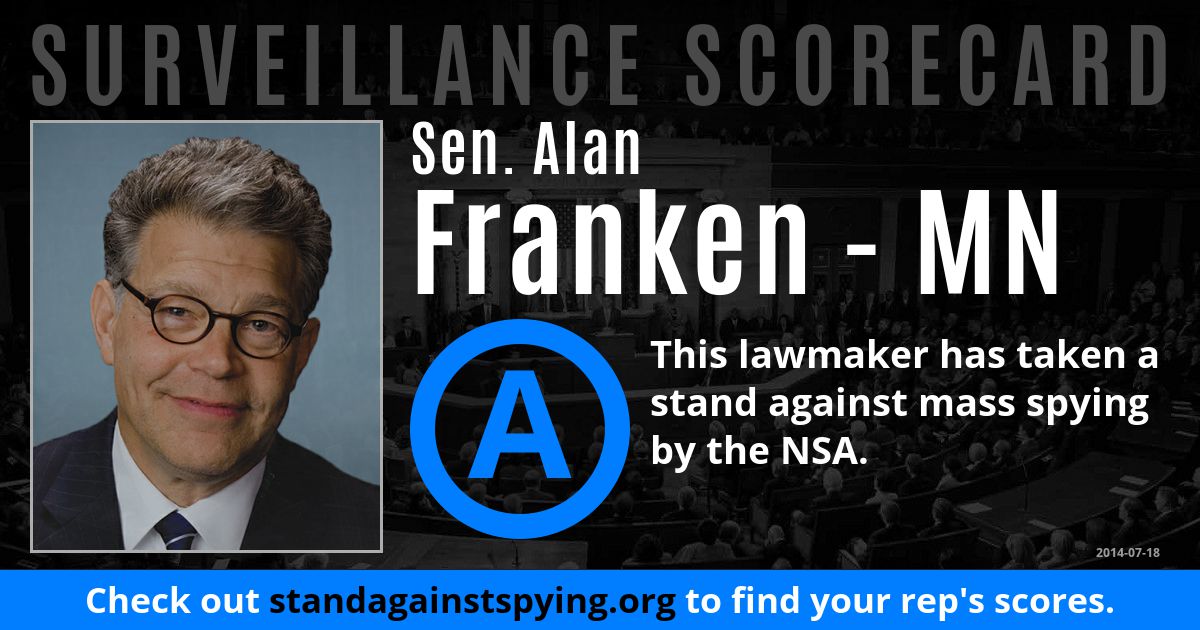 SURVEILLANCE SCORECARD
Sen. Alan
Franken - MN
A
This lawmaker has taken a
stand against mass spying
by the NSA.
2014-07-18
Check out standagainstspying.org to find your rep's scores.